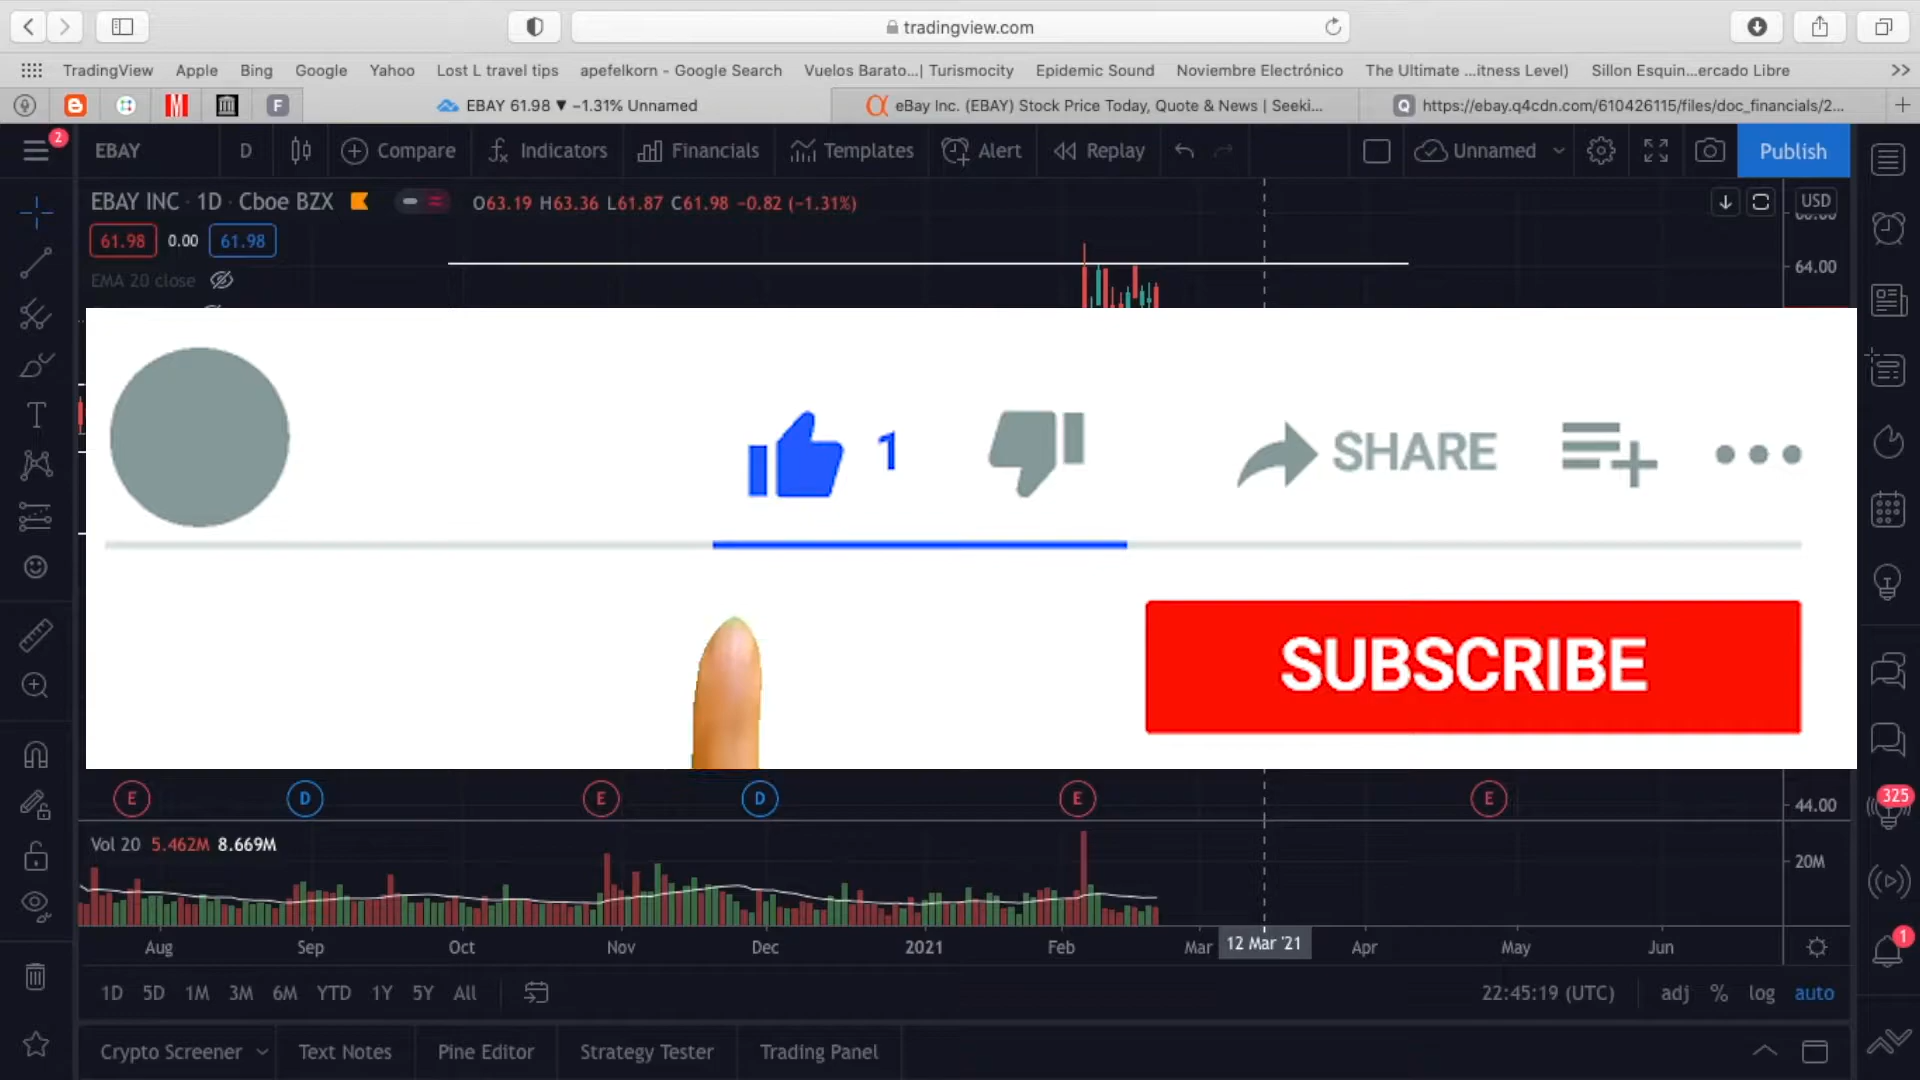 tradingview.com
TradingView Apple Bing Google Yahoo Lost L travel tips apefelkorn - Google Search Vuelos Barato...| Turismocity Epidemic Sound Noviembre Electrónico The Ultimate ...itness Level) Sillon Esquin...ercado Libre >>
M F EBAY 61.98 ▼ −1.31% Unnamed eBay Inc. (EBAY) Stock Price Today, Quote & News | Seeki... Q https://ebay.q4cdn.com/610426115/files/doc_financials/2...
2 EBAY D Compare Indicators Financials Templates Alert Replay Unnamed Publish
EBAY INC · 1D · Cboe BZX O63.19 H63.36 L61.87 C61.98 −0.82 (−1.31%) USD
61.98 0.00 61.98
64.00
EMA 20 close
1 SHARE
SUBSCRIBE
E D E D E E 44.00 325
Vol 20 5.462M 8.669M
20M
Aug Sep Oct Nov Dec 2021 Feb Mar 12 Mar '21 Apr May Jun 1
1D 5D 1M 3M 6M YTD 1Y 5Y All 22:45:19 (UTC) adj % log auto
Crypto Screener Text Notes Pine Editor Strategy Tester Trading Panel